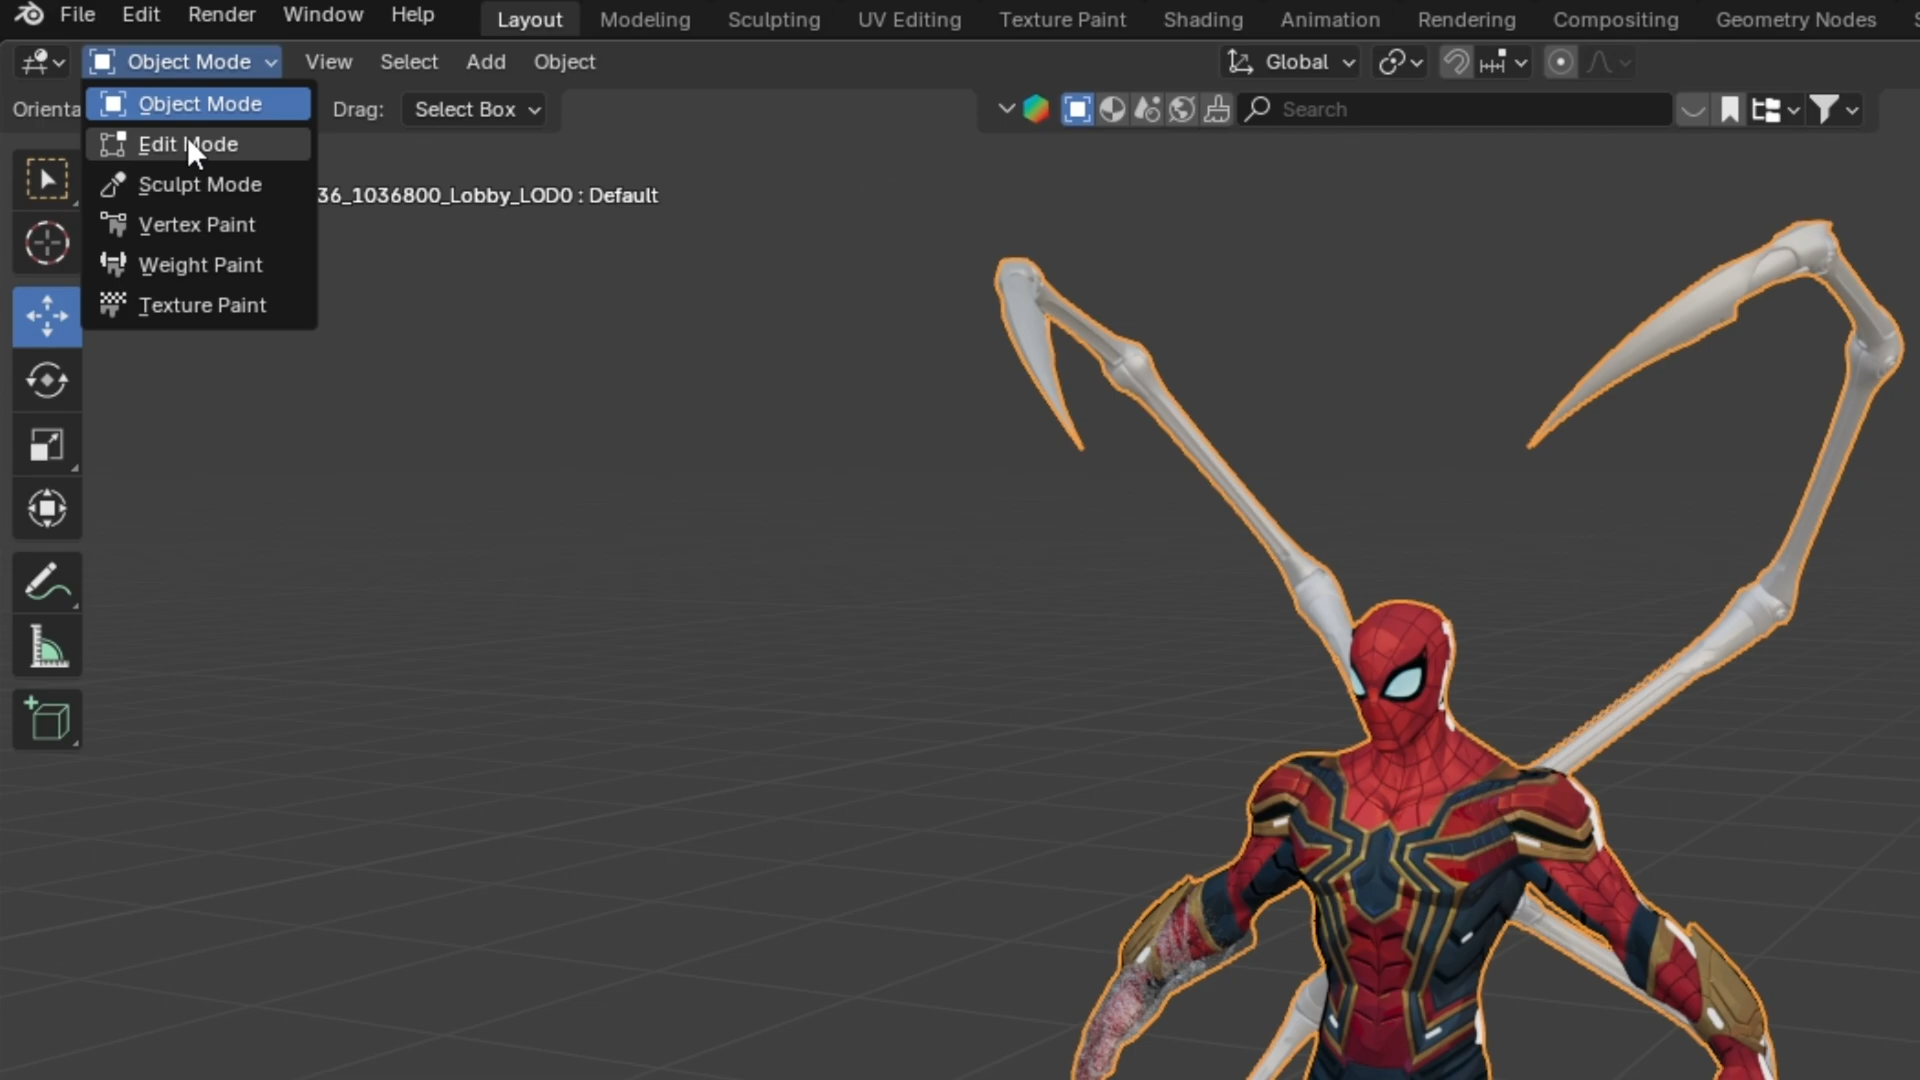 File Edit Render Window Help Layout Modeling Sculpting UV Editing Texture Paint Shading Animation Rendering Compositing Geometry Nodes
Object Mode View Select Add Object Global
Orienta Drag: Select Box Search
Object Mode
Edit Mode
Sculpt Mode
Vertex Paint
Weight Paint
Texture Paint
36_1036800_Lobby_LOD0 : Default